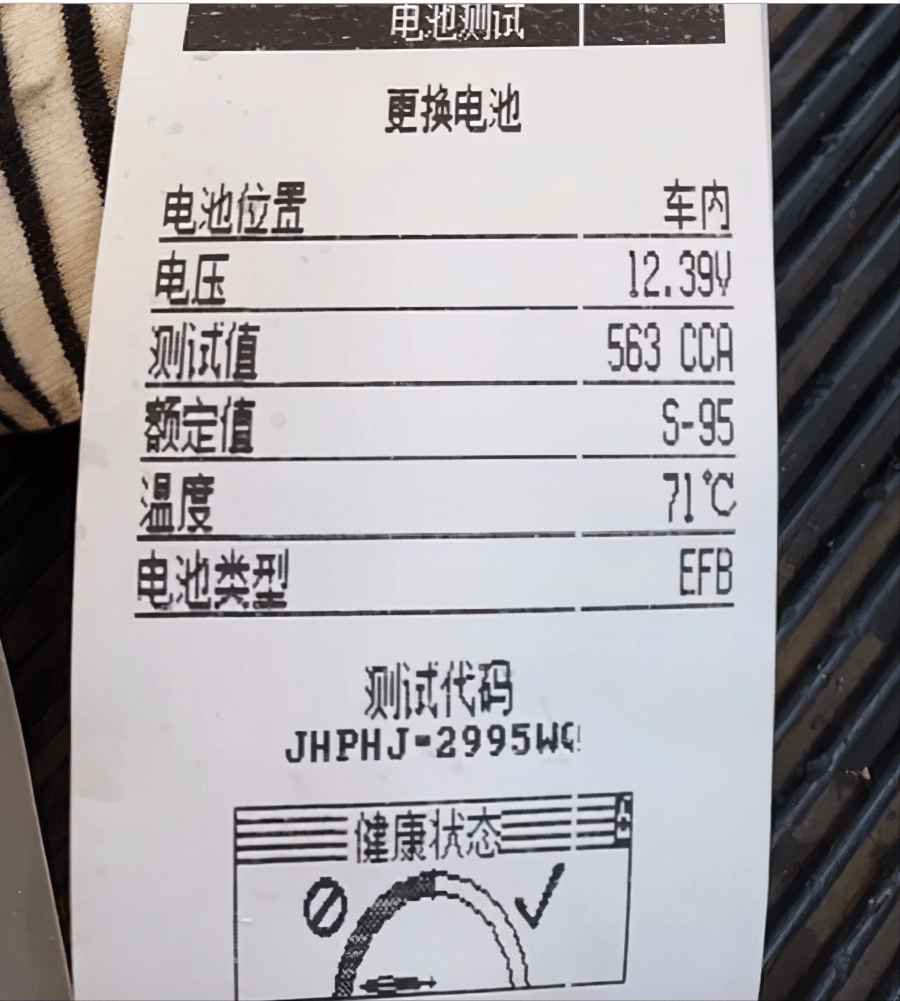 电池测试
更换电池
电池位置 车内
电压 12.39V
测试值 563 CCA
额定值 S-95
温度 71℃
电池类型 EFB
测试代码
JHPHJ-2995W
健康状态